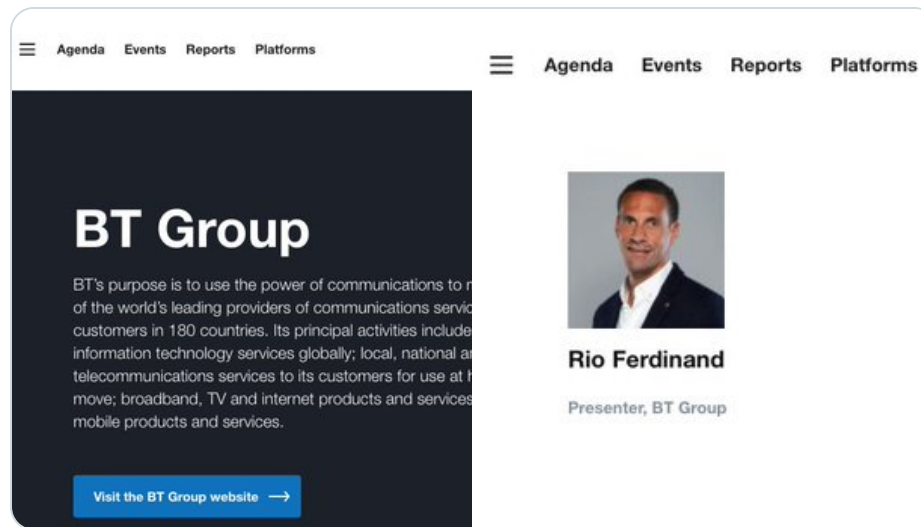 Agenda Events Reports Platforms
BT Group
BT's purpose is to use the power of communications to
of the world's leading providers of communications
customers in 180 countries. Its principal activities include
information technology services globally; local, national
telecommunications services to its customers for use at
move; broadband, TV and internet products and services
mobile products and services.
Visit the BT Group website
Agenda Events Reports Platforms
Rio Ferdinand
Presenter, BT Group